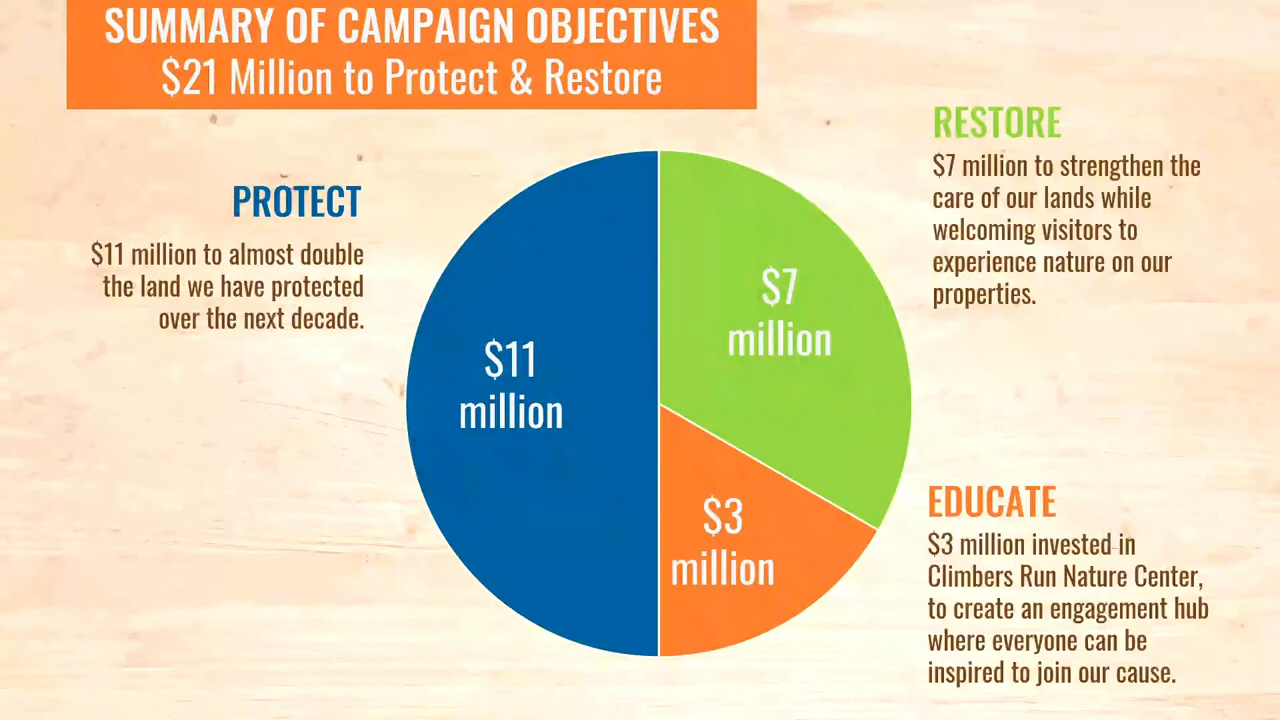 SUMMARY OF CAMPAIGN OBJECTIVES
$21 Million to Protect & Restore
PROTECT
$11 million to almost double
the land we have protected
over the next decade.
$11
million
$7
million
$3
million
RESTORE
$7 million to strengthen the
care of our lands while
welcoming visitors to
experience nature on our
properties.
EDUCATE
$3 million invested in
Climbers Run Nature Center,
to create an engagement hub
where everyone can be
inspired to join our cause.